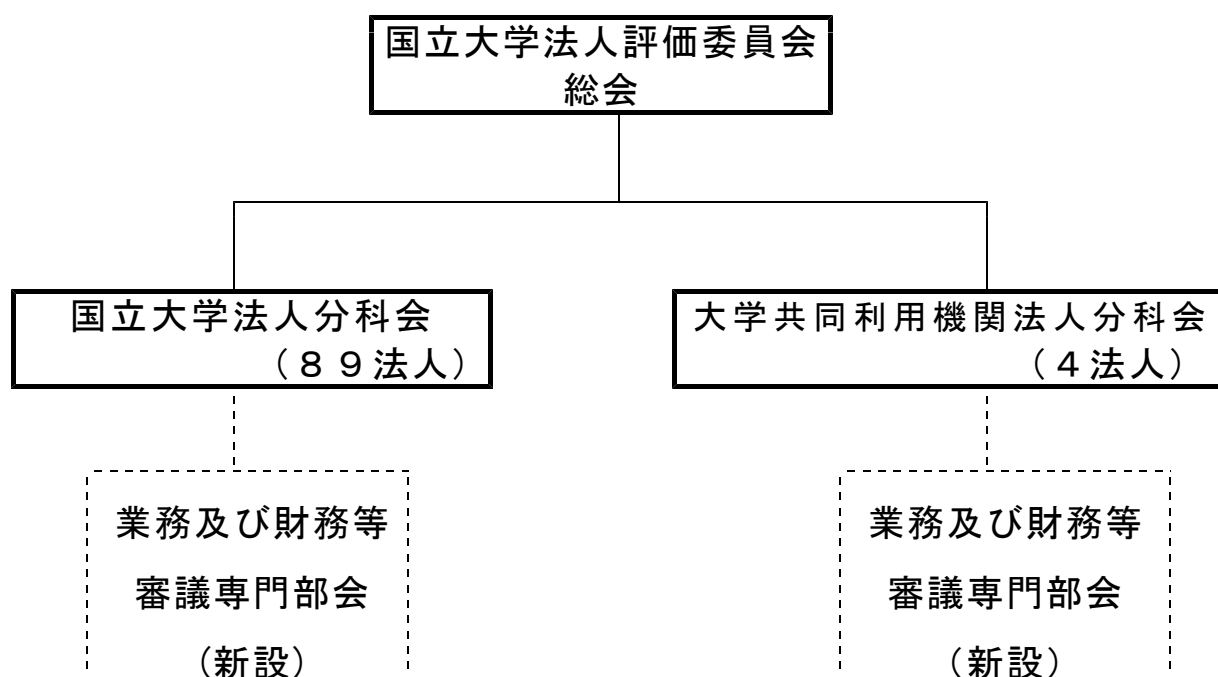 国立大学法人評価委員会
総会
国立大学法人分科会
（８９法人）
大学共同利用機関法人分科会
（４法人）
業務及び財務等
審議専門部会
（新設）
業務及び財務等
審議専門部会
（新設）